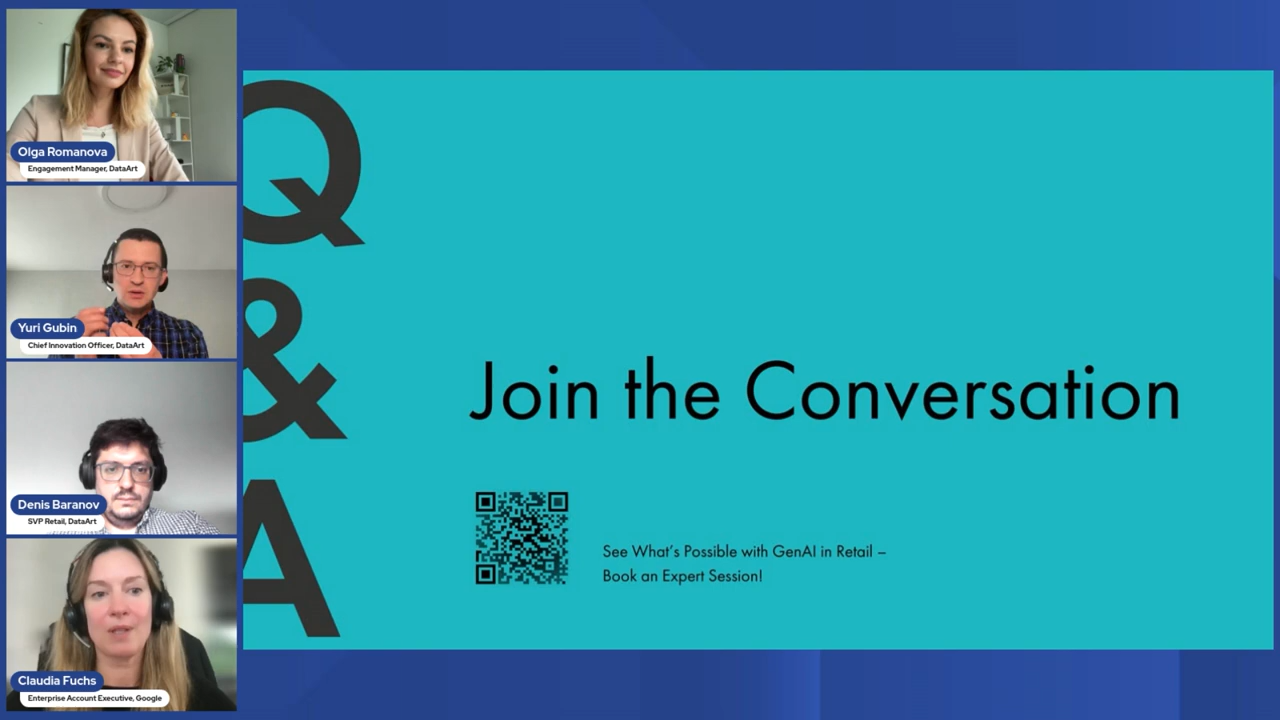 Olga Romanova
Engagement Manager, DataArt
Yuri Gubin
Chief Innovation Officer, DataArt
Denis Baranov
SVP Retail, DataArt
Claudia Fuchs
Enterprise Account Executive, Google
Q
&
A
Join the Conversation
See What's Possible with GenAI in Retail –
Book an Expert Session!